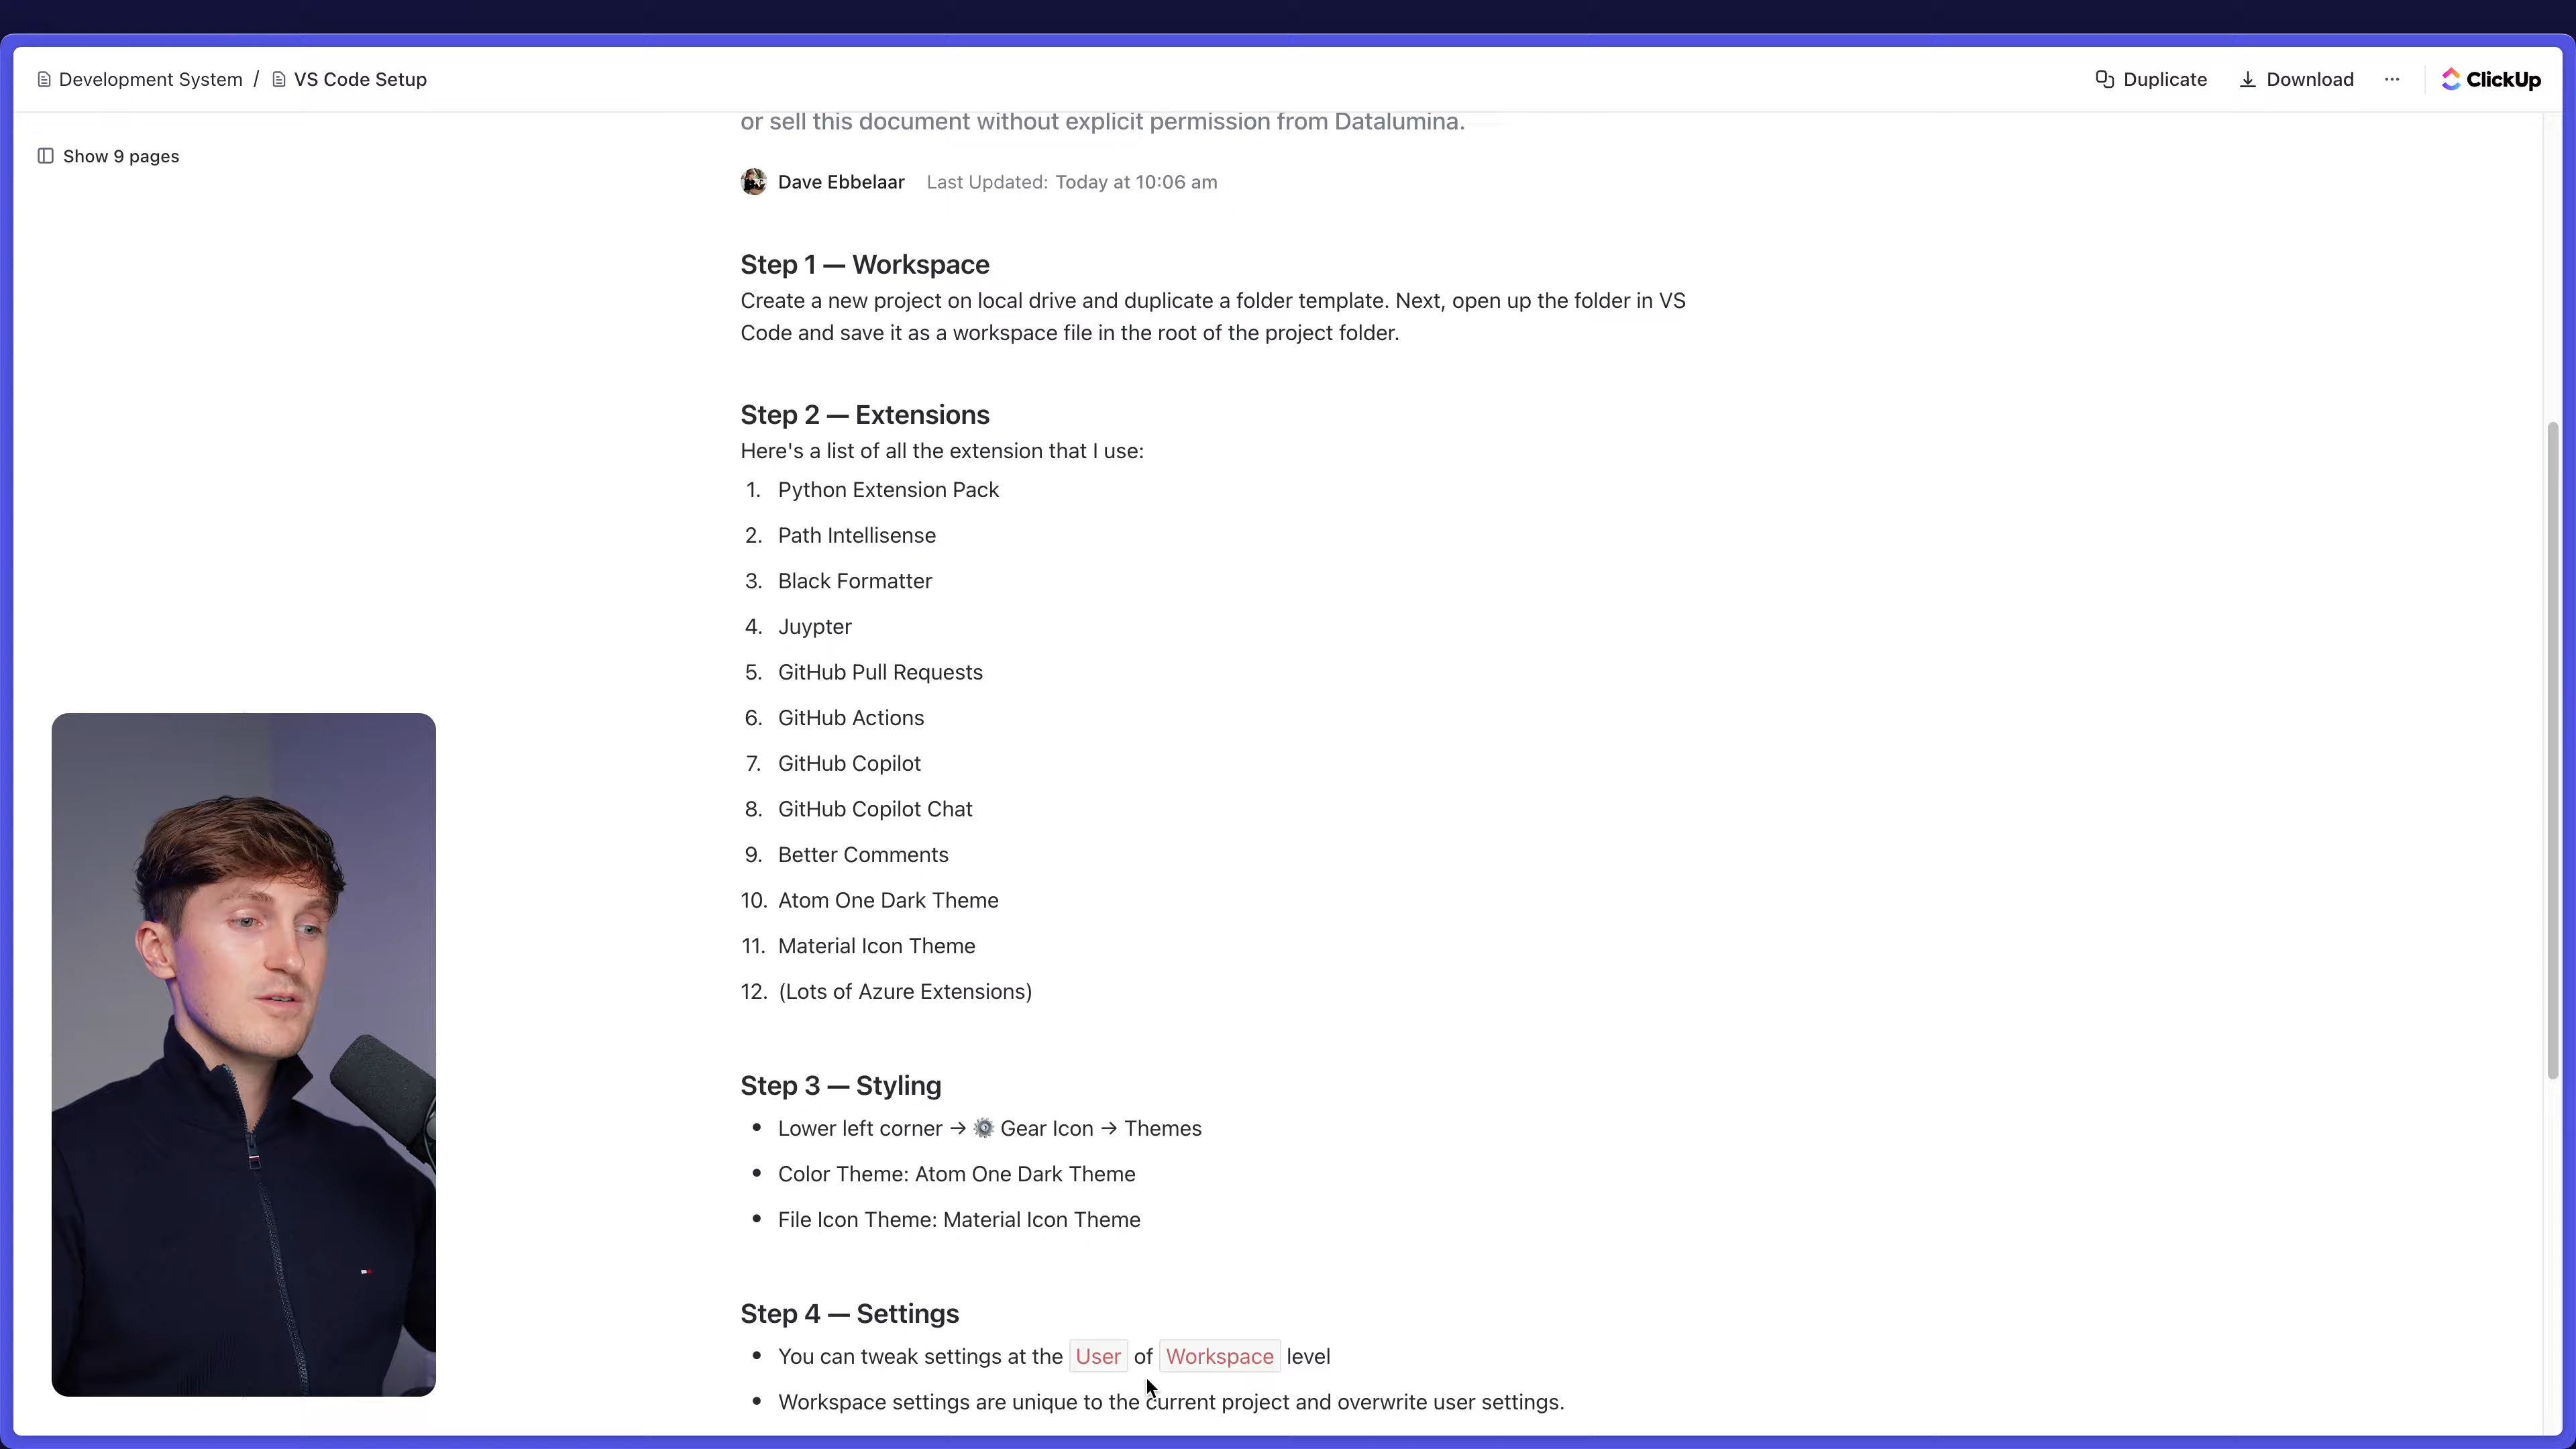 Development System / VS Code Setup
Duplicate
Download
ClickUp
or sell this document without explicit permission from Datalumina.
Show 9 pages
Dave Ebbelaar Last Updated: Today at 10:06 am
Step 1 — Workspace
Create a new project on local drive and duplicate a folder template. Next, open up the folder in VS
Code and save it as a workspace file in the root of the project folder.
Step 2 — Extensions
Here's a list of all the extension that I use:
1. Python Extension Pack
2. Path Intellisense
3. Black Formatter
4. Juypter
5. GitHub Pull Requests
6. GitHub Actions
7. GitHub Copilot
8. GitHub Copilot Chat
9. Better Comments
10. Atom One Dark Theme
11. Material Icon Theme
12. (Lots of Azure Extensions)
Step 3 — Styling
• Lower left corner → ⚙️ Gear Icon → Themes
• Color Theme: Atom One Dark Theme
• File Icon Theme: Material Icon Theme
Step 4 — Settings
• You can tweak settings at the User of Workspace level
• Workspace settings are unique to the current project and overwrite user settings.